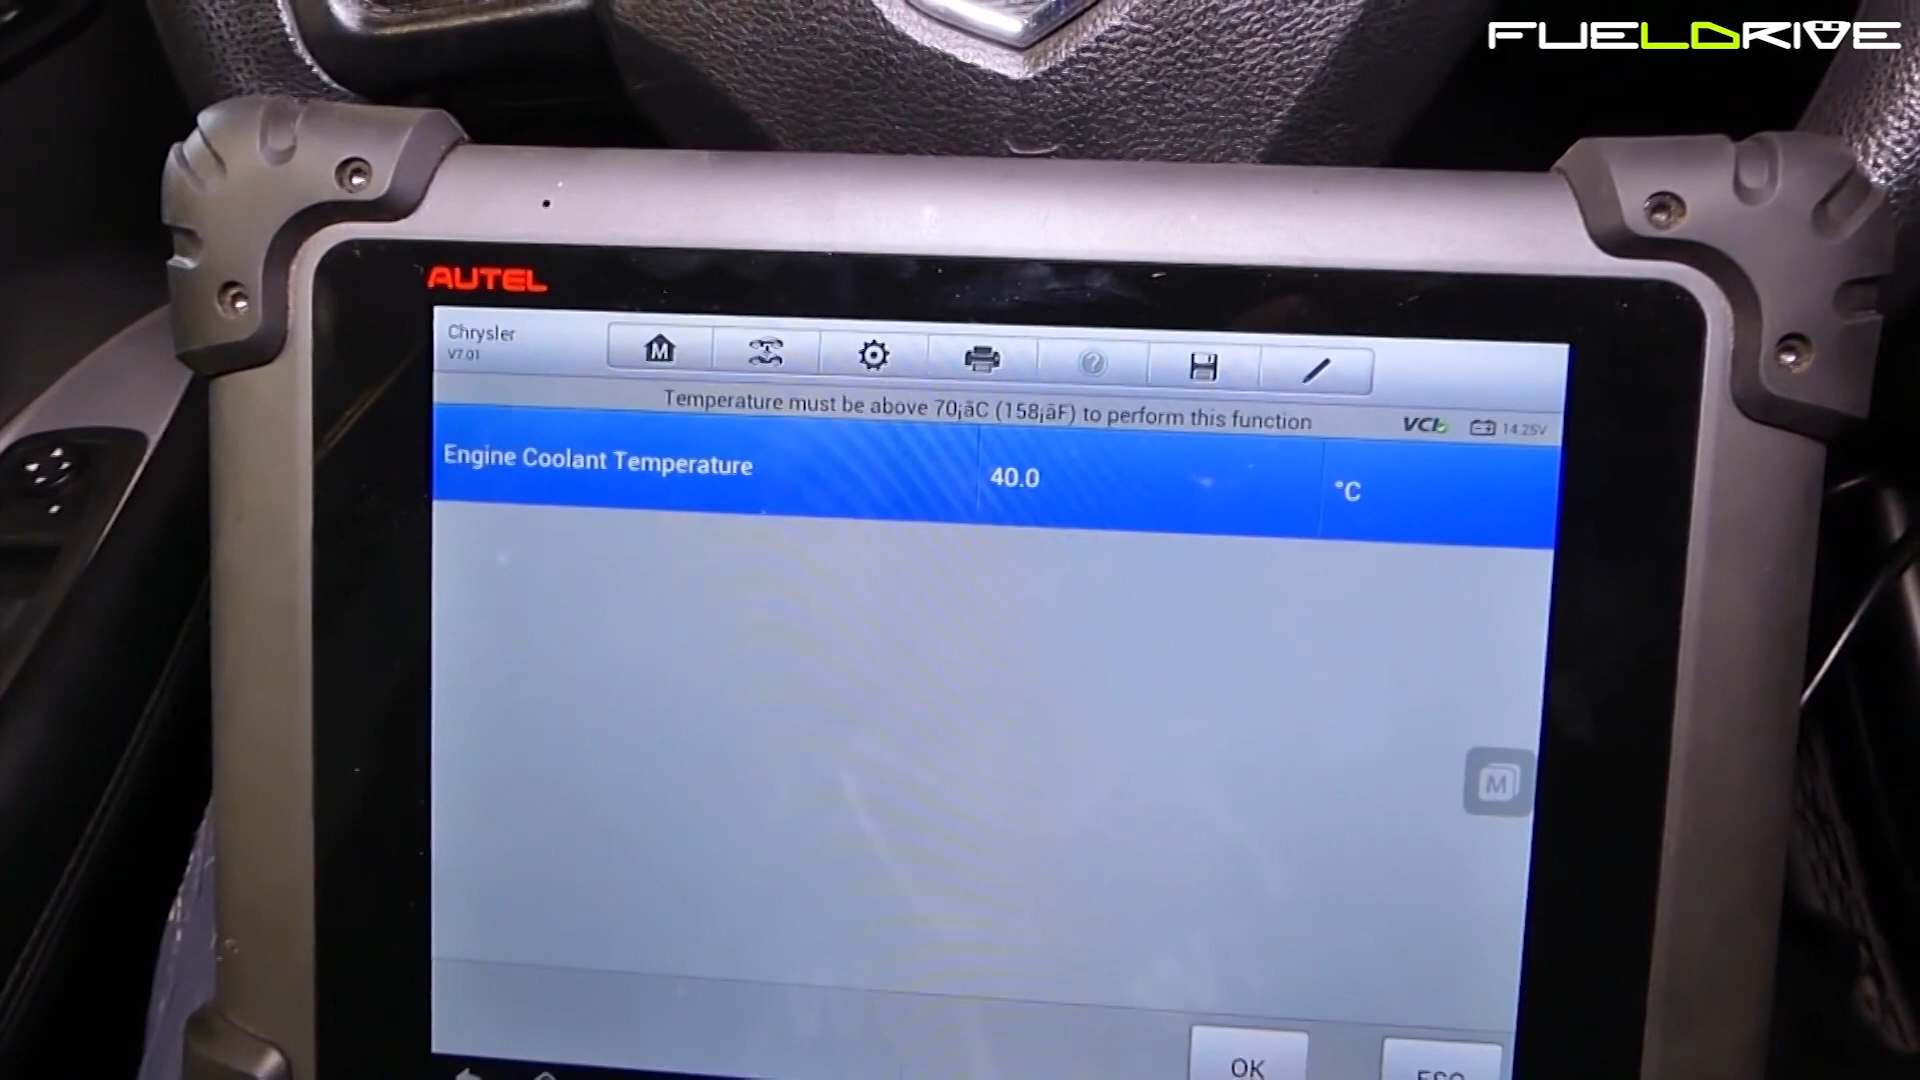 FUELDRIVE
AUTEL
Chrysler
V7.01
M
?
Temperature must be above 70¡ãC (158¡ãF) to perform this function
VCI
14.25V
Engine Coolant Temperature 40.0 °C
M
OK
ESC